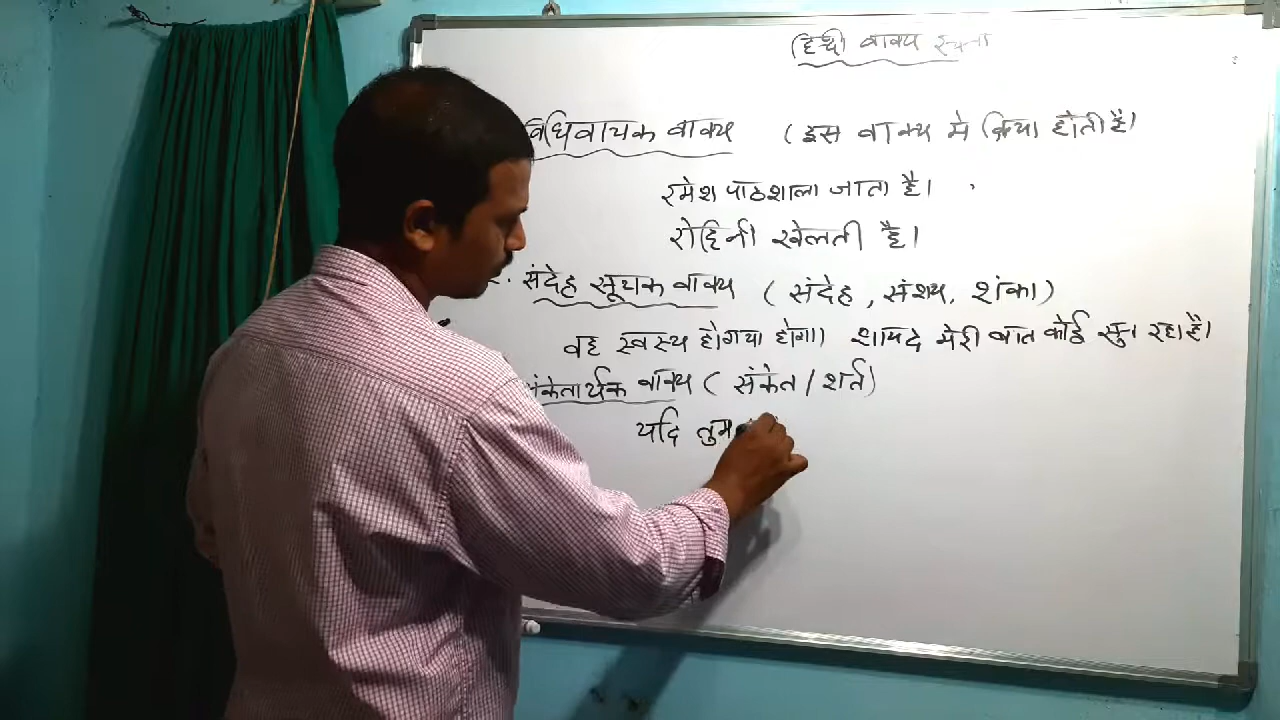 हिन्दी वाक्य रचना
विधिवाचक वाक्य (इस वाक्य मे क्रिया होती है।
रमेश पाठशाला जाता है।
रोहिनी खेलती है।
संदेह सूचक वाक्य (संदेह, संशय, शंका)
वह स्वस्थ होगया होगा। शायद मेरी बात कोई सुन रहा है।
संकेतार्थक वाक्य (संकेत/शर्त)
यदि तुम